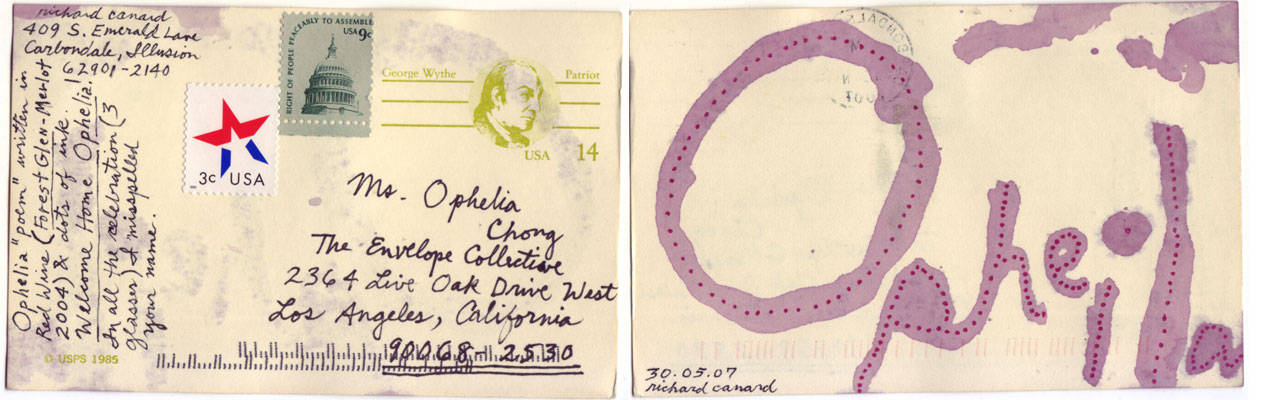 richard canard
409 S. Emerald Lane
Carbondale, Illusion
62901-2140
Ophelia "poem" written in
Red Wine (Forest Glen-Merlot
2004) & dots of ink.
Welcome Home Ophelia.
In all the celebration (3
glasser) I misspelled
your name.
© USPS 1985
RIGHT OF PEOPLE PEACEABLY TO ASSEMBLE
USA 9c
3c USA
George Wythe
Patriot
USA 14
Ms. Ophelia
Chong
The Envelope Collective
2364 Live Oak Drive West
Los Angeles, California
90068-2530
Opheila
30.05.07
richard canard